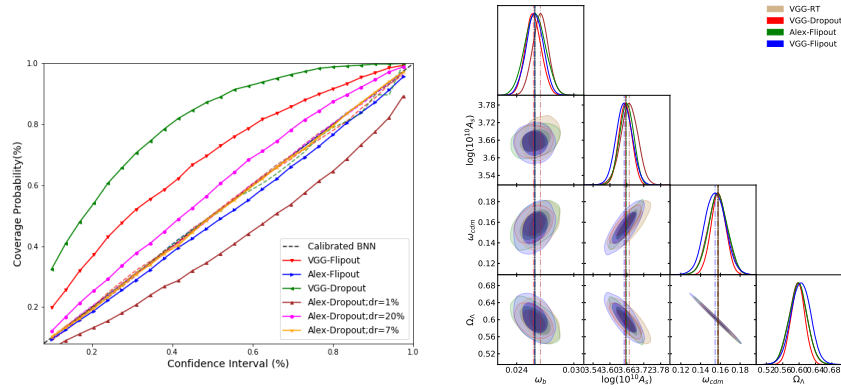 1.0
0.8
0.6
0.4
0.2
Coverage Probability(%)
0.2
0.4
0.6
0.8
1.0
Confidence Interval (%)
Calibrated BNN
VGG-Flipout
Alex-Flipout
VGG-Dropout
Alex-Dropout;dr=1%
Alex-Dropout;dr=20%
Alex-Dropout;dr=7%
VGG-RT
VGG-Dropout
Alex-Flipout
VGG-Flipout
3.78
3.72
3.66
3.60
3.54
log(10¹⁰Aₛ)
0.18
0.16
0.14
0.12
ω_cdm
0.68
0.64
0.60
0.56
0.52
Ω_Λ
0.024
0.030
ω_b
3.54
3.60
3.66
3.72
3.78
log(10¹⁰Aₛ)
0.12
0.14
0.16
0.18
ω_cdm
0.52
0.56
0.60
0.64
0.68
Ω_Λ